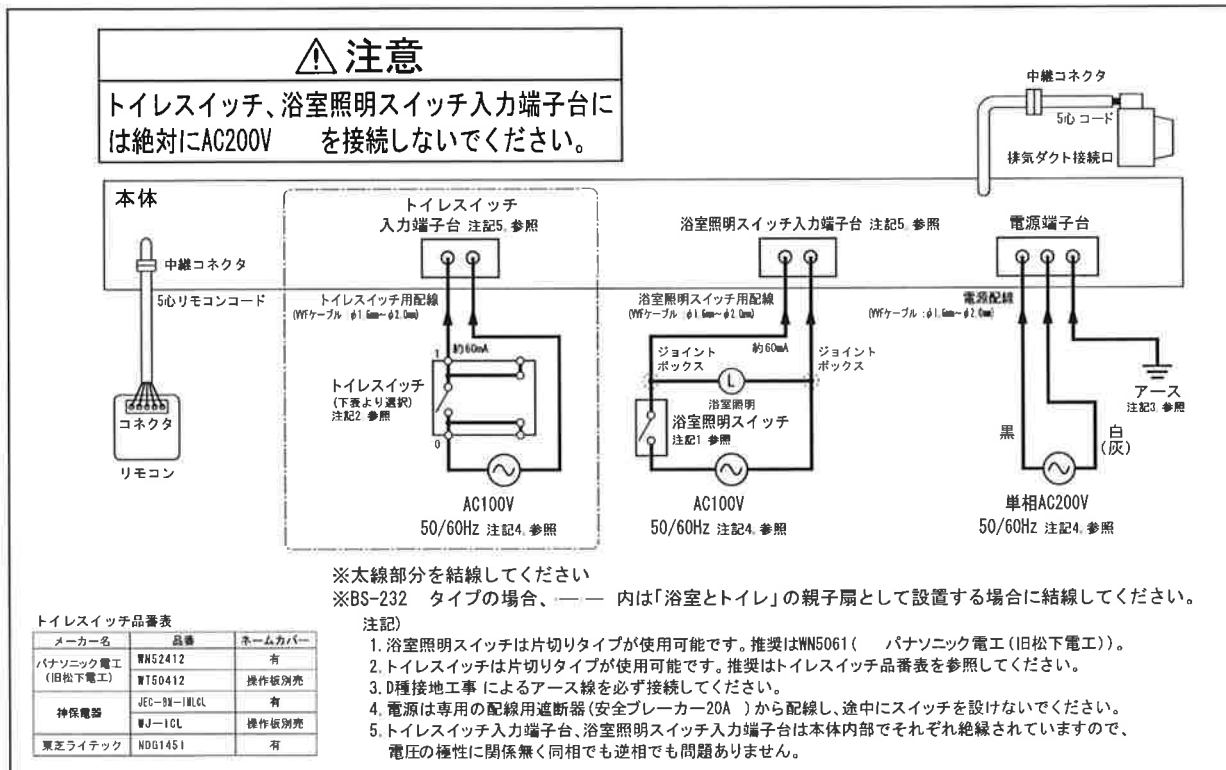 ⚠ 注意
トイレスイッチ、浴室照明スイッチ入力端子台に
は絶対にAC200V　を接続しないでください。
中継コネクタ
5心コード
排気ダクト接続口
本体
トイレスイッチ
入力端子台 注記5.参照
浴室照明スイッチ入力端子台 注記5.参照
電源端子台
中継コネクタ
5心リモコンコード
トイレスイッチ用配線
(VVFケーブル:φ1.6mm~φ2.0mm)
浴室照明スイッチ用配線
(VVFケーブル:φ1.6mm~φ2.0mm)
電源配線
(VVFケーブル:φ1.6mm~φ2.0mm)
1
約60mA
約60mA
ジョイント
ボックス
ジョイント
ボックス
L
浴室照明
トイレスイッチ
(下表より選択)
注記2.参照
0
浴室照明スイッチ
注記1.参照
アース
注記3.参照
黒
白
(灰)
コネクタ
リモコン
AC100V
50/60Hz 注記4.参照
AC100V
50/60Hz 注記4.参照
単相AC200V
50/60Hz 注記4.参照
※太線部分を結線してください
※BS-232　タイプの場合、―・― 内は「浴室とトイレ」の親子扇として設置する場合に結線してください。
トイレスイッチ品番表
メーカー名 品番 ネームカバー
パナソニック電工
(旧松下電工)
WN52412 有
WT50412 操作板別売
神保電器
JEC-BN-1MLCL 有
WJ-1CL 操作板別売
東芝ライテック NDG1451 有
注記)
1.浴室照明スイッチは片切りタイプが使用可能です。推奨はWN5061(　パナソニック電工(旧松下電工))。
2.トイレスイッチは片切りタイプが使用可能です。推奨はトイレスイッチ品番表を参照してください。
3.D種接地工事によるアース線を必ず接続してください。
4.電源は専用の配線用遮断器(安全ブレーカー20A　)から配線し、途中にスイッチを設けないでください。
5.トイレスイッチ入力端子台、浴室照明スイッチ入力端子台は本体内部でそれぞれ絶縁されていますので、
電圧の極性に関係無く同相でも逆相でも問題ありません。